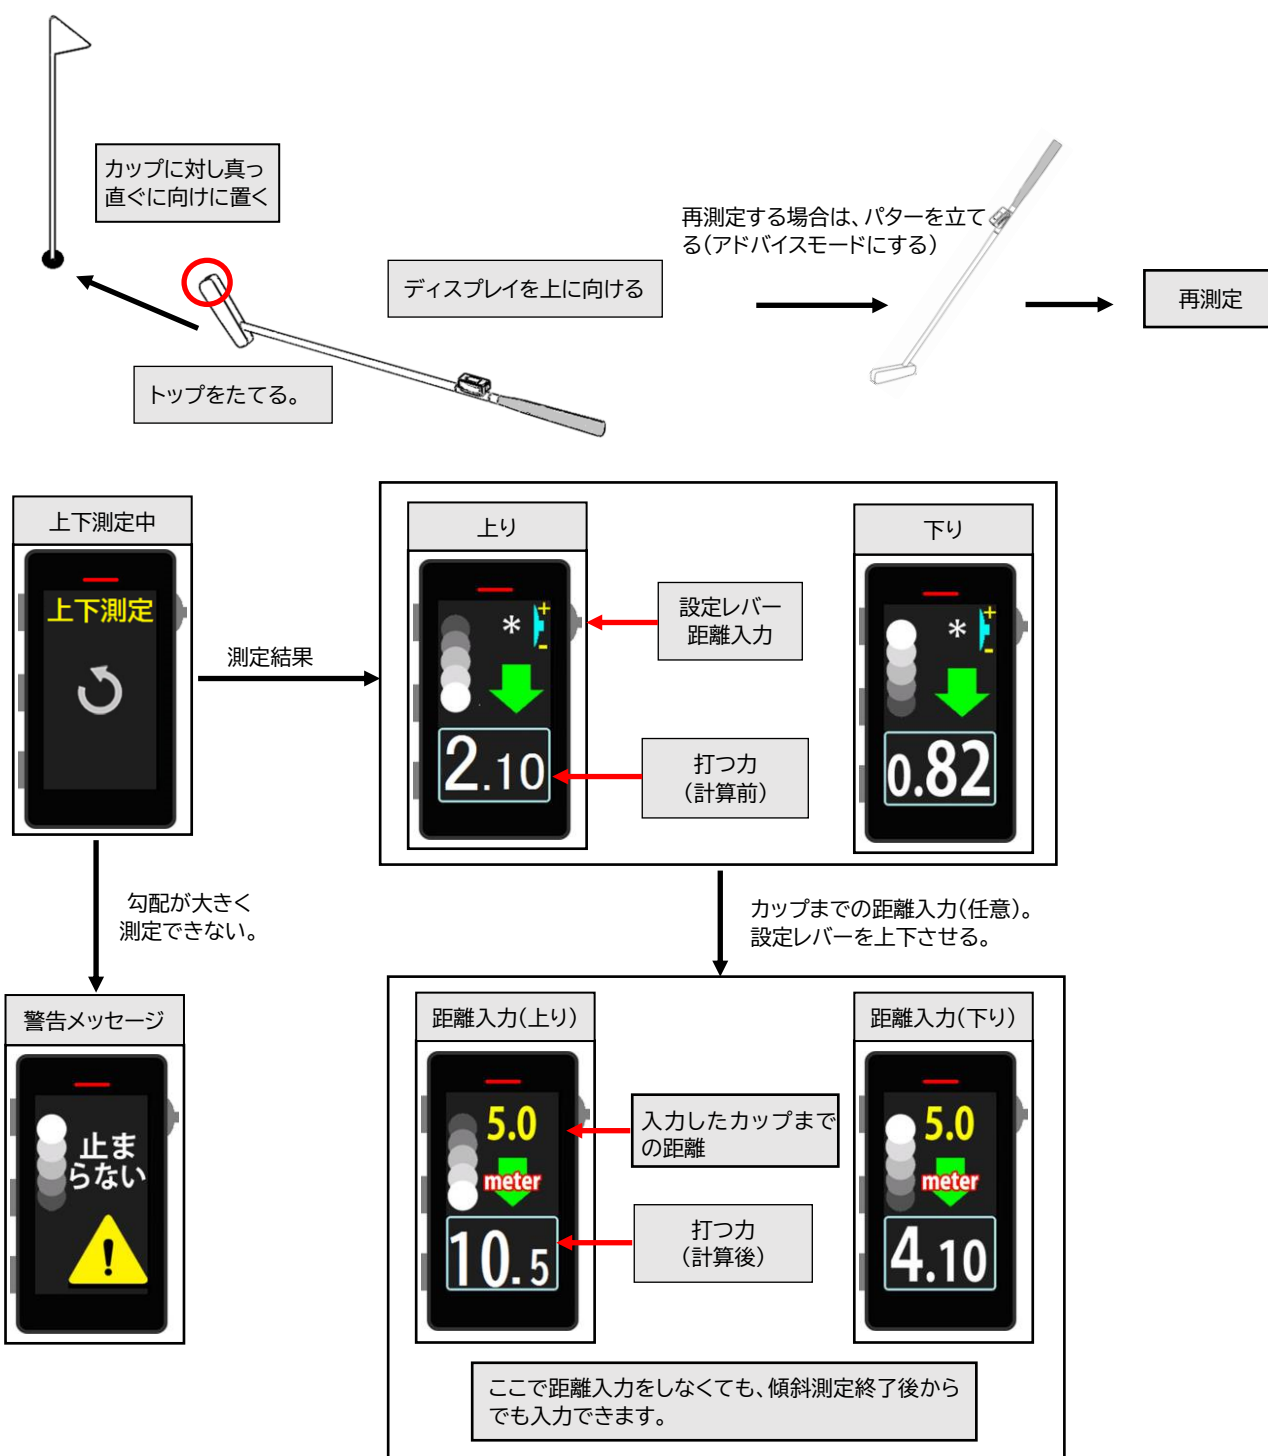 カップに対し真っ
直ぐに向けに置く
再測定する場合は、パターを立て
る(アドバイスモードにする)
ディスプレイを上に向ける
再測定
トップをたてる。
上下測定中
上下測定
測定結果
上り
* + -
2.10
設定レバー
距離入力
打つ力
(計算前)
下り
* + -
0.82
勾配が大きく
測定できない。
カップまでの距離入力(任意)。
設定レバーを上下させる。
警告メッセージ
止ま
らない
!
距離入力(上り)
5.0
meter
10.5
入力したカップまで
の距離
打つ力
(計算後)
距離入力(下り)
5.0
meter
4.10
ここで距離入力をしなくても、傾斜測定終了後から
でも入力できます。